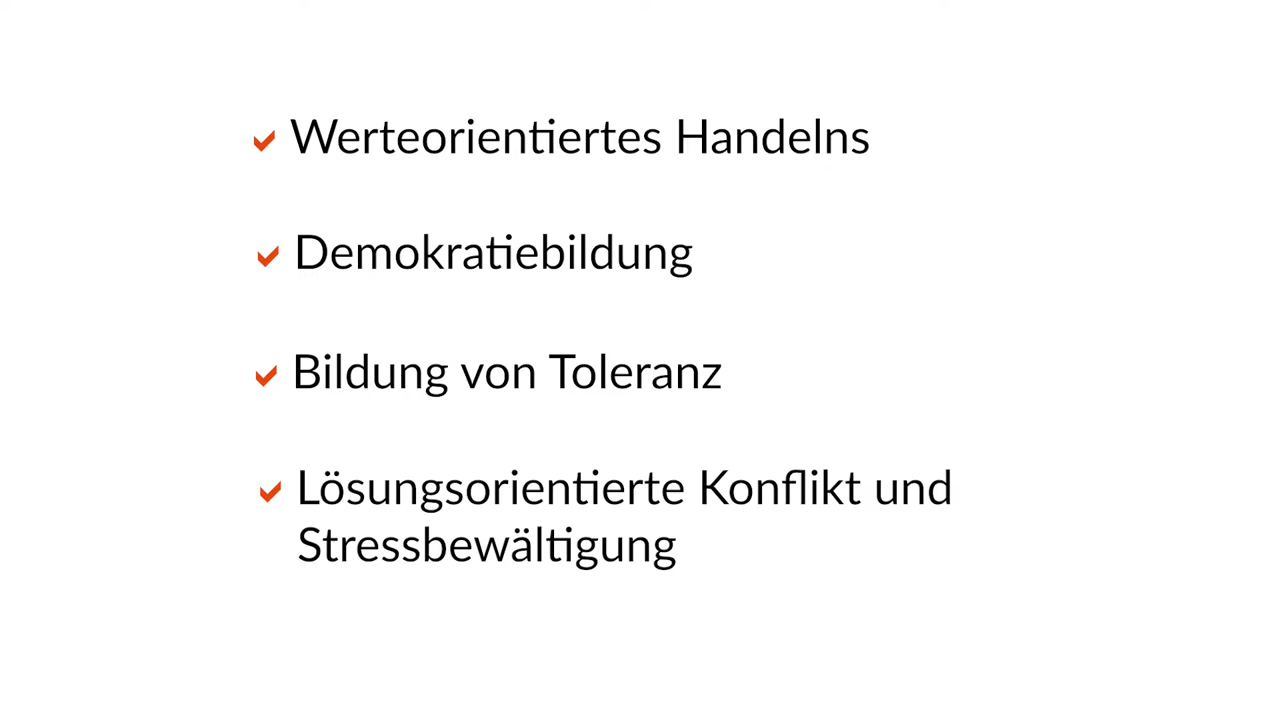 Werteorientiertes Handelns
Demokratiebildung
Bildung von Toleranz
Lösungsorientierte Konflikt und
Stressbewältigung